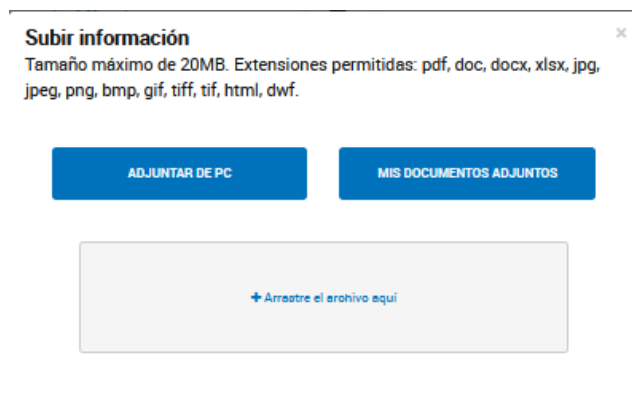 Subir información
×
Tamaño máximo de 20MB. Extensiones permitidas: pdf, doc, docx, xlsx, jpg,
jpeg, png, bmp, gif, tiff, tif, html, dwf.
ADJUNTAR DE PC
MIS DOCUMENTOS ADJUNTOS
+ Arrastre el archivo aquí